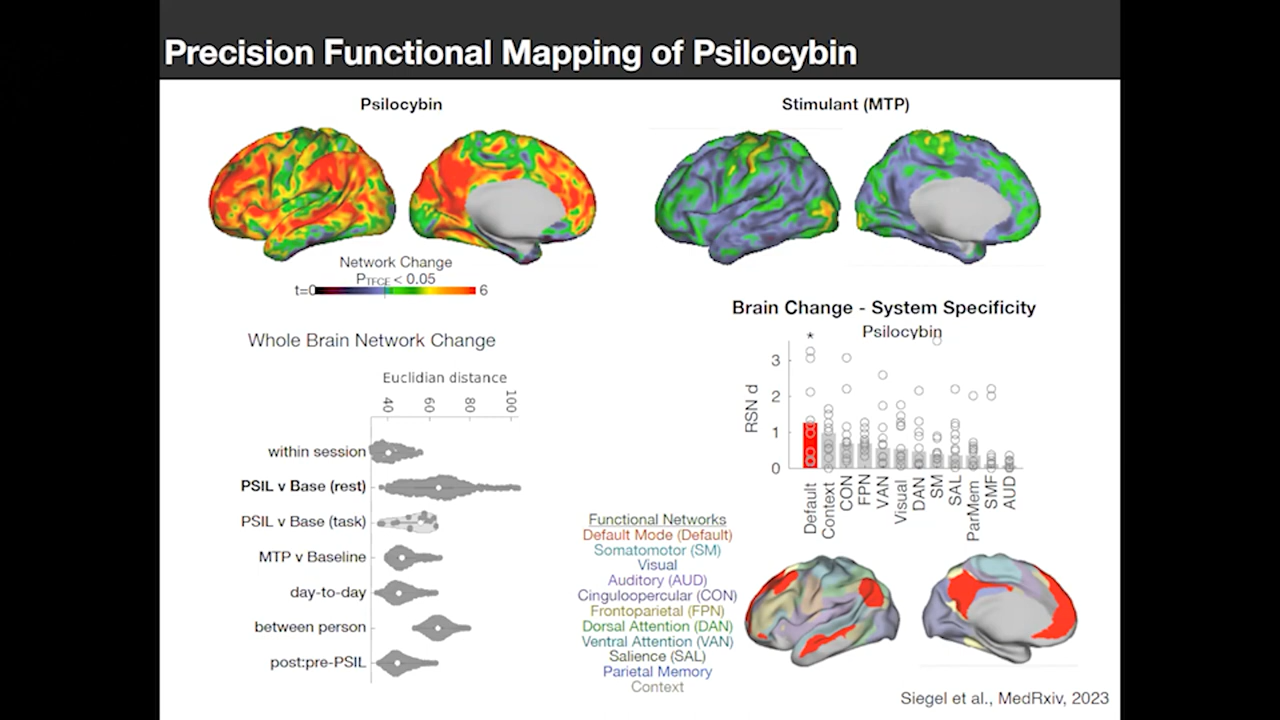 Precision Functional Mapping of Psilocybin
Psilocybin
Stimulant (MTP)
Network Change
PTFCE < 0.05
t=0
6
Whole Brain Network Change
Euclidian distance
40 60 80 100
within session
PSIL v Base (rest)
PSIL v Base (task)
MTP v Baseline
day-to-day
between person
post:pre-PSIL
Brain Change - System Specificity
Psilocybin
*
RSN d
3
2
1
0
Default
Context
CON
FPN
VAN
Visual
DAN
SM
SAL
ParMem
SMF
AUD
Functional Networks
Default Mode (Default)
Somatomotor (SM)
Visual
Auditory (AUD)
Cinguloopercular (CON)
Frontoparietal (FPN)
Dorsal Attention (DAN)
Ventral Attention (VAN)
Salience (SAL)
Parietal Memory
Context
Siegel et al., MedRxiv, 2023